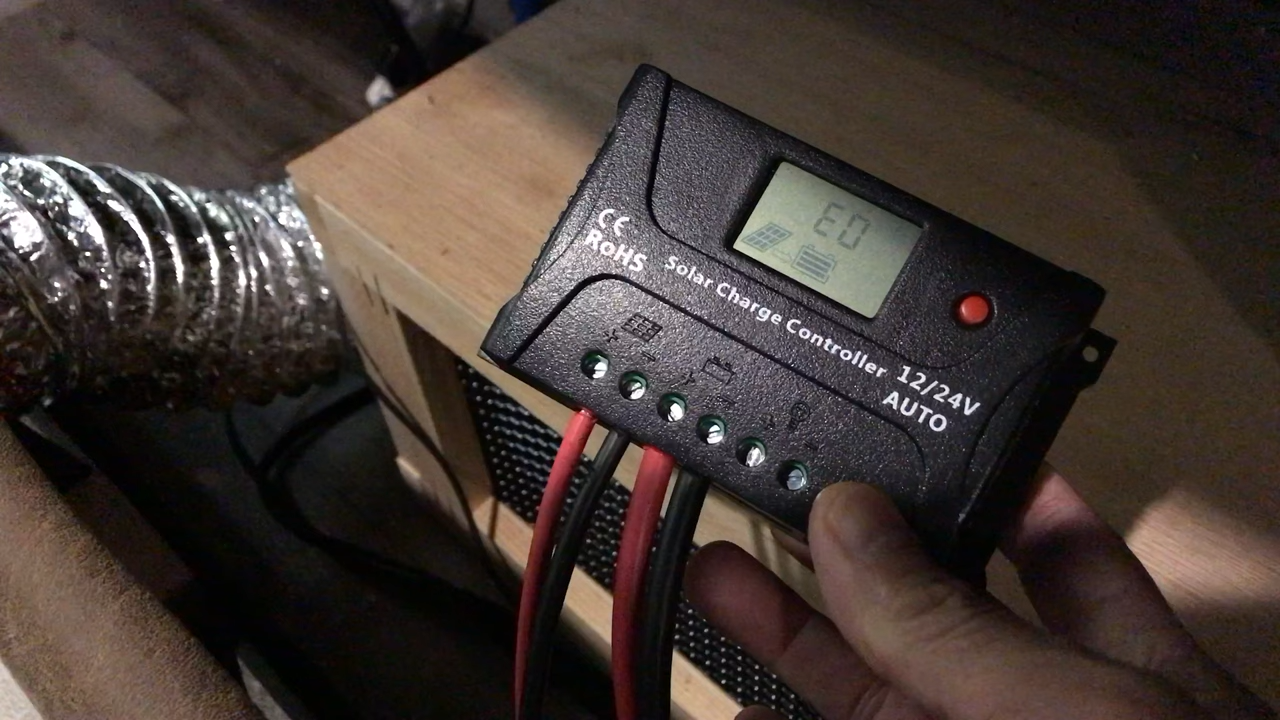 E0
CE
RoHS
Solar Charge Controller
12/24V
AUTO
+ -
+ -
+ -